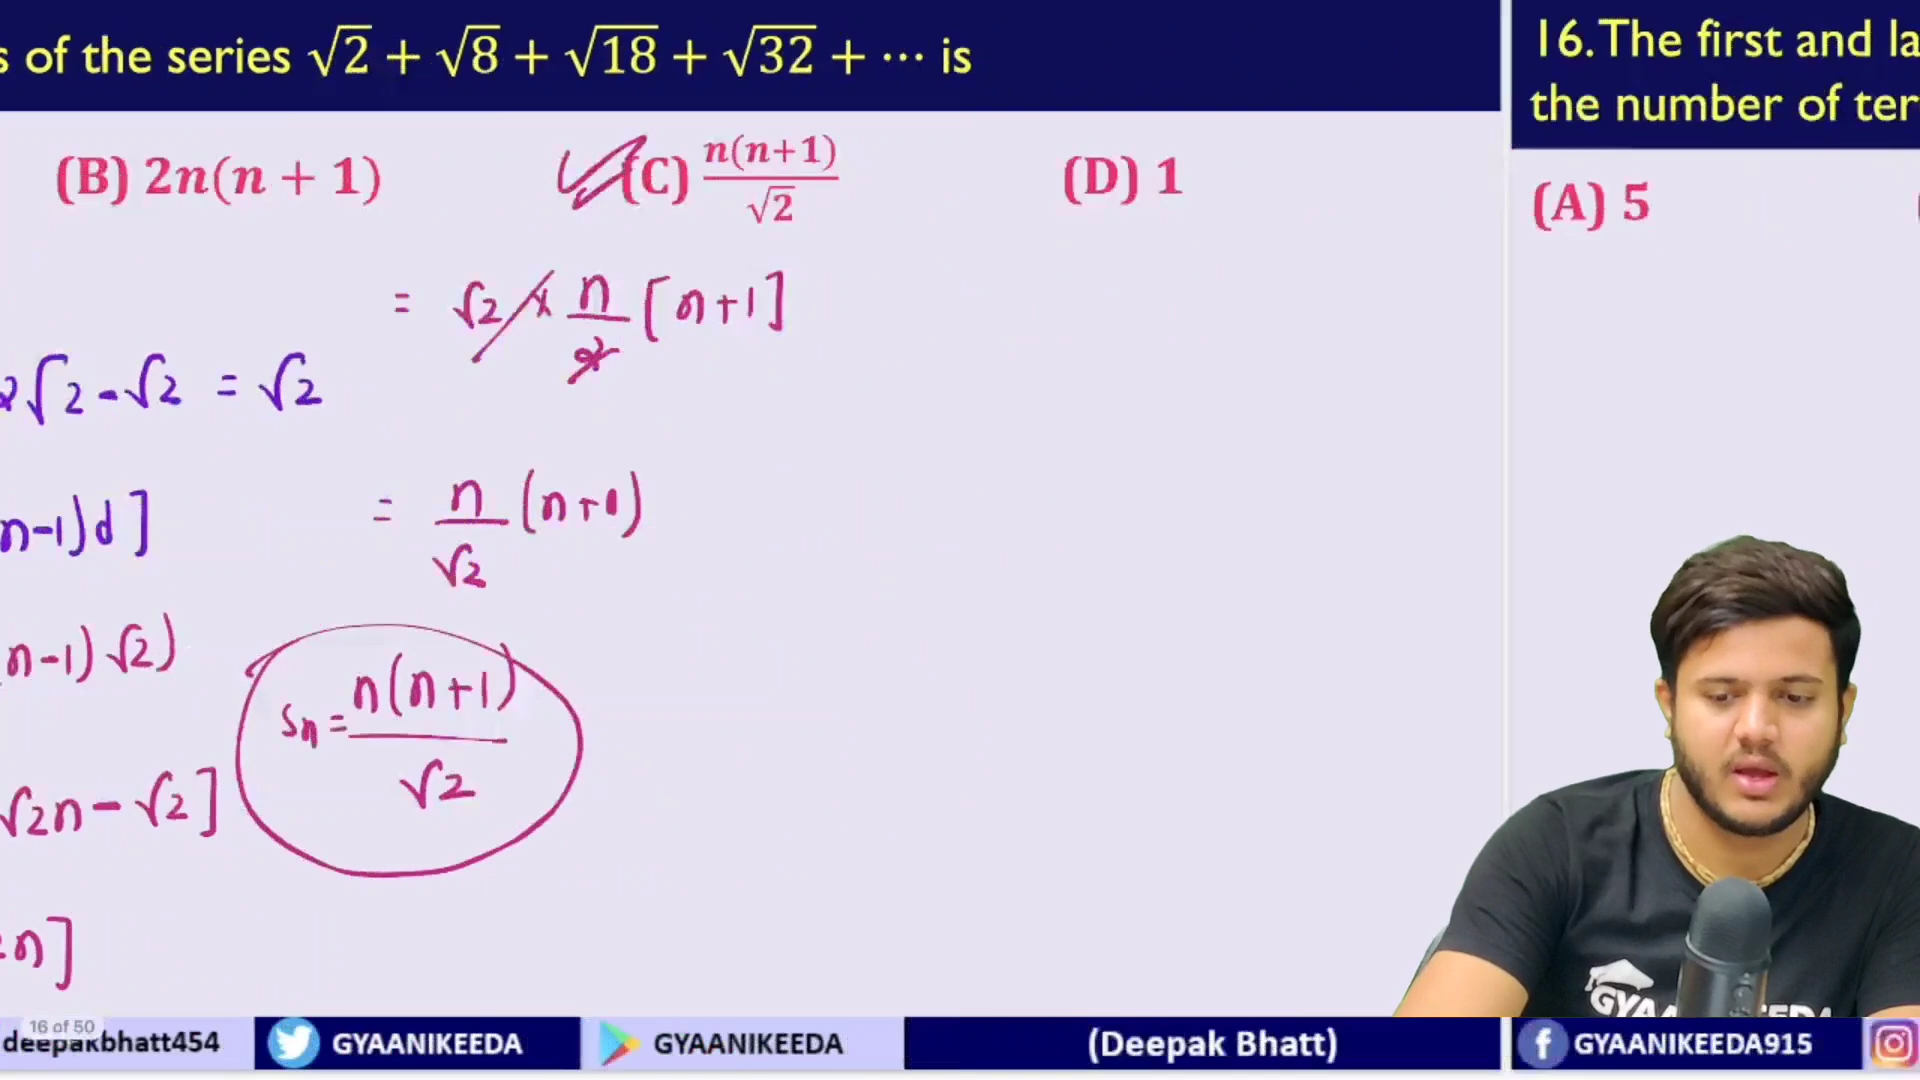 s of the series √2 + √8 + √18 + √32 + ⋯ is
(B) 2n(n + 1)
(C) n(n+1)/√2
(D) 1
= √2 × n/2 [n+1]
2√2 - √2 = √2
n-1)d]
= n/√2 (n+1)
n-1)√2)
Sn = n(n+1)/√2
√2n - √2]
n]
16. The first and la
the number of ter
(A) 5
GYAANIKEEDA
16 of 50
deepakbhatt454
GYAANIKEEDA
GYAANIKEEDA
(Deepak Bhatt)
GYAANIKEEDA915